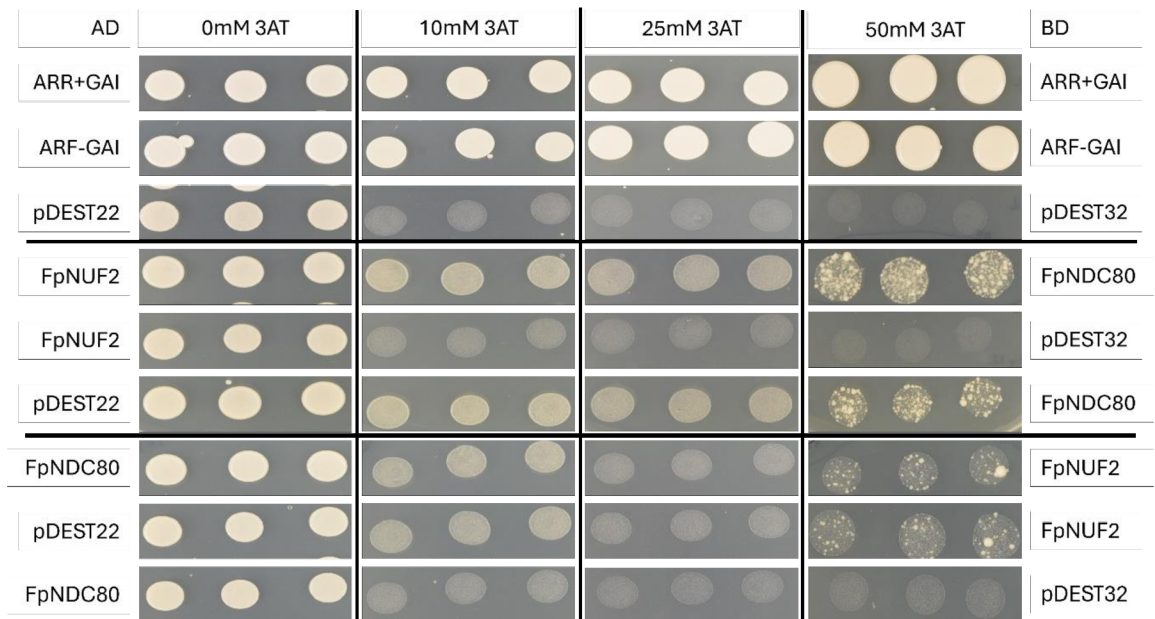 AD 0mM 3AT 10mM 3AT 25mM 3AT 50mM 3AT BD
ARR+GAI ARR+GAI
ARF-GAI ARF-GAI
pDEST22 pDEST32
FpNUF2 FpNDC80
FpNUF2 pDEST32
pDEST22 FpNDC80
FpNDC80 FpNUF2
pDEST22 FpNUF2
FpNDC80 pDEST32